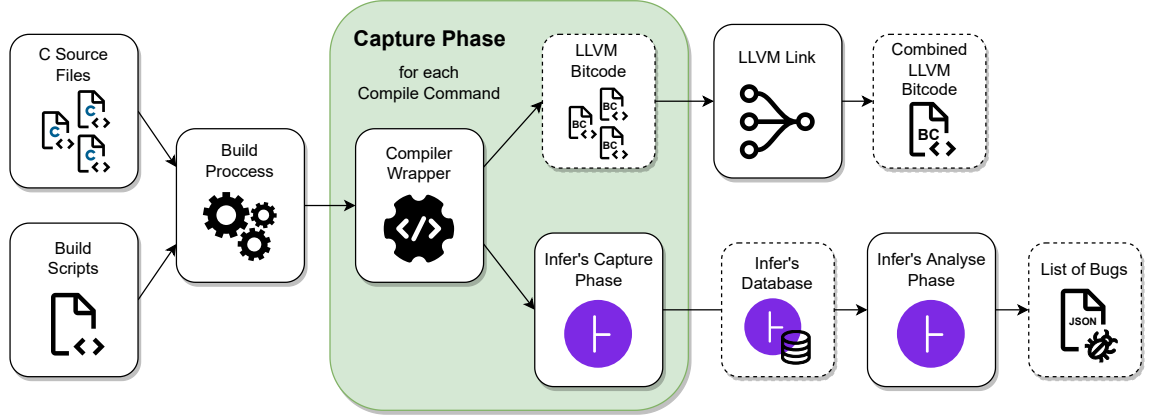 C Source
Files
C
C
C
Build
Scripts
Build
Proccess
Capture Phase
for each
Compile Command
Compiler
Wrapper
</>
LLVM
Bitcode
BC
BC
BC
LLVM Link
Combined
LLVM
Bitcode
BC
Infer's Capture
Phase
Infer's
Database
Infer's Analyse
Phase
List of Bugs
JSON